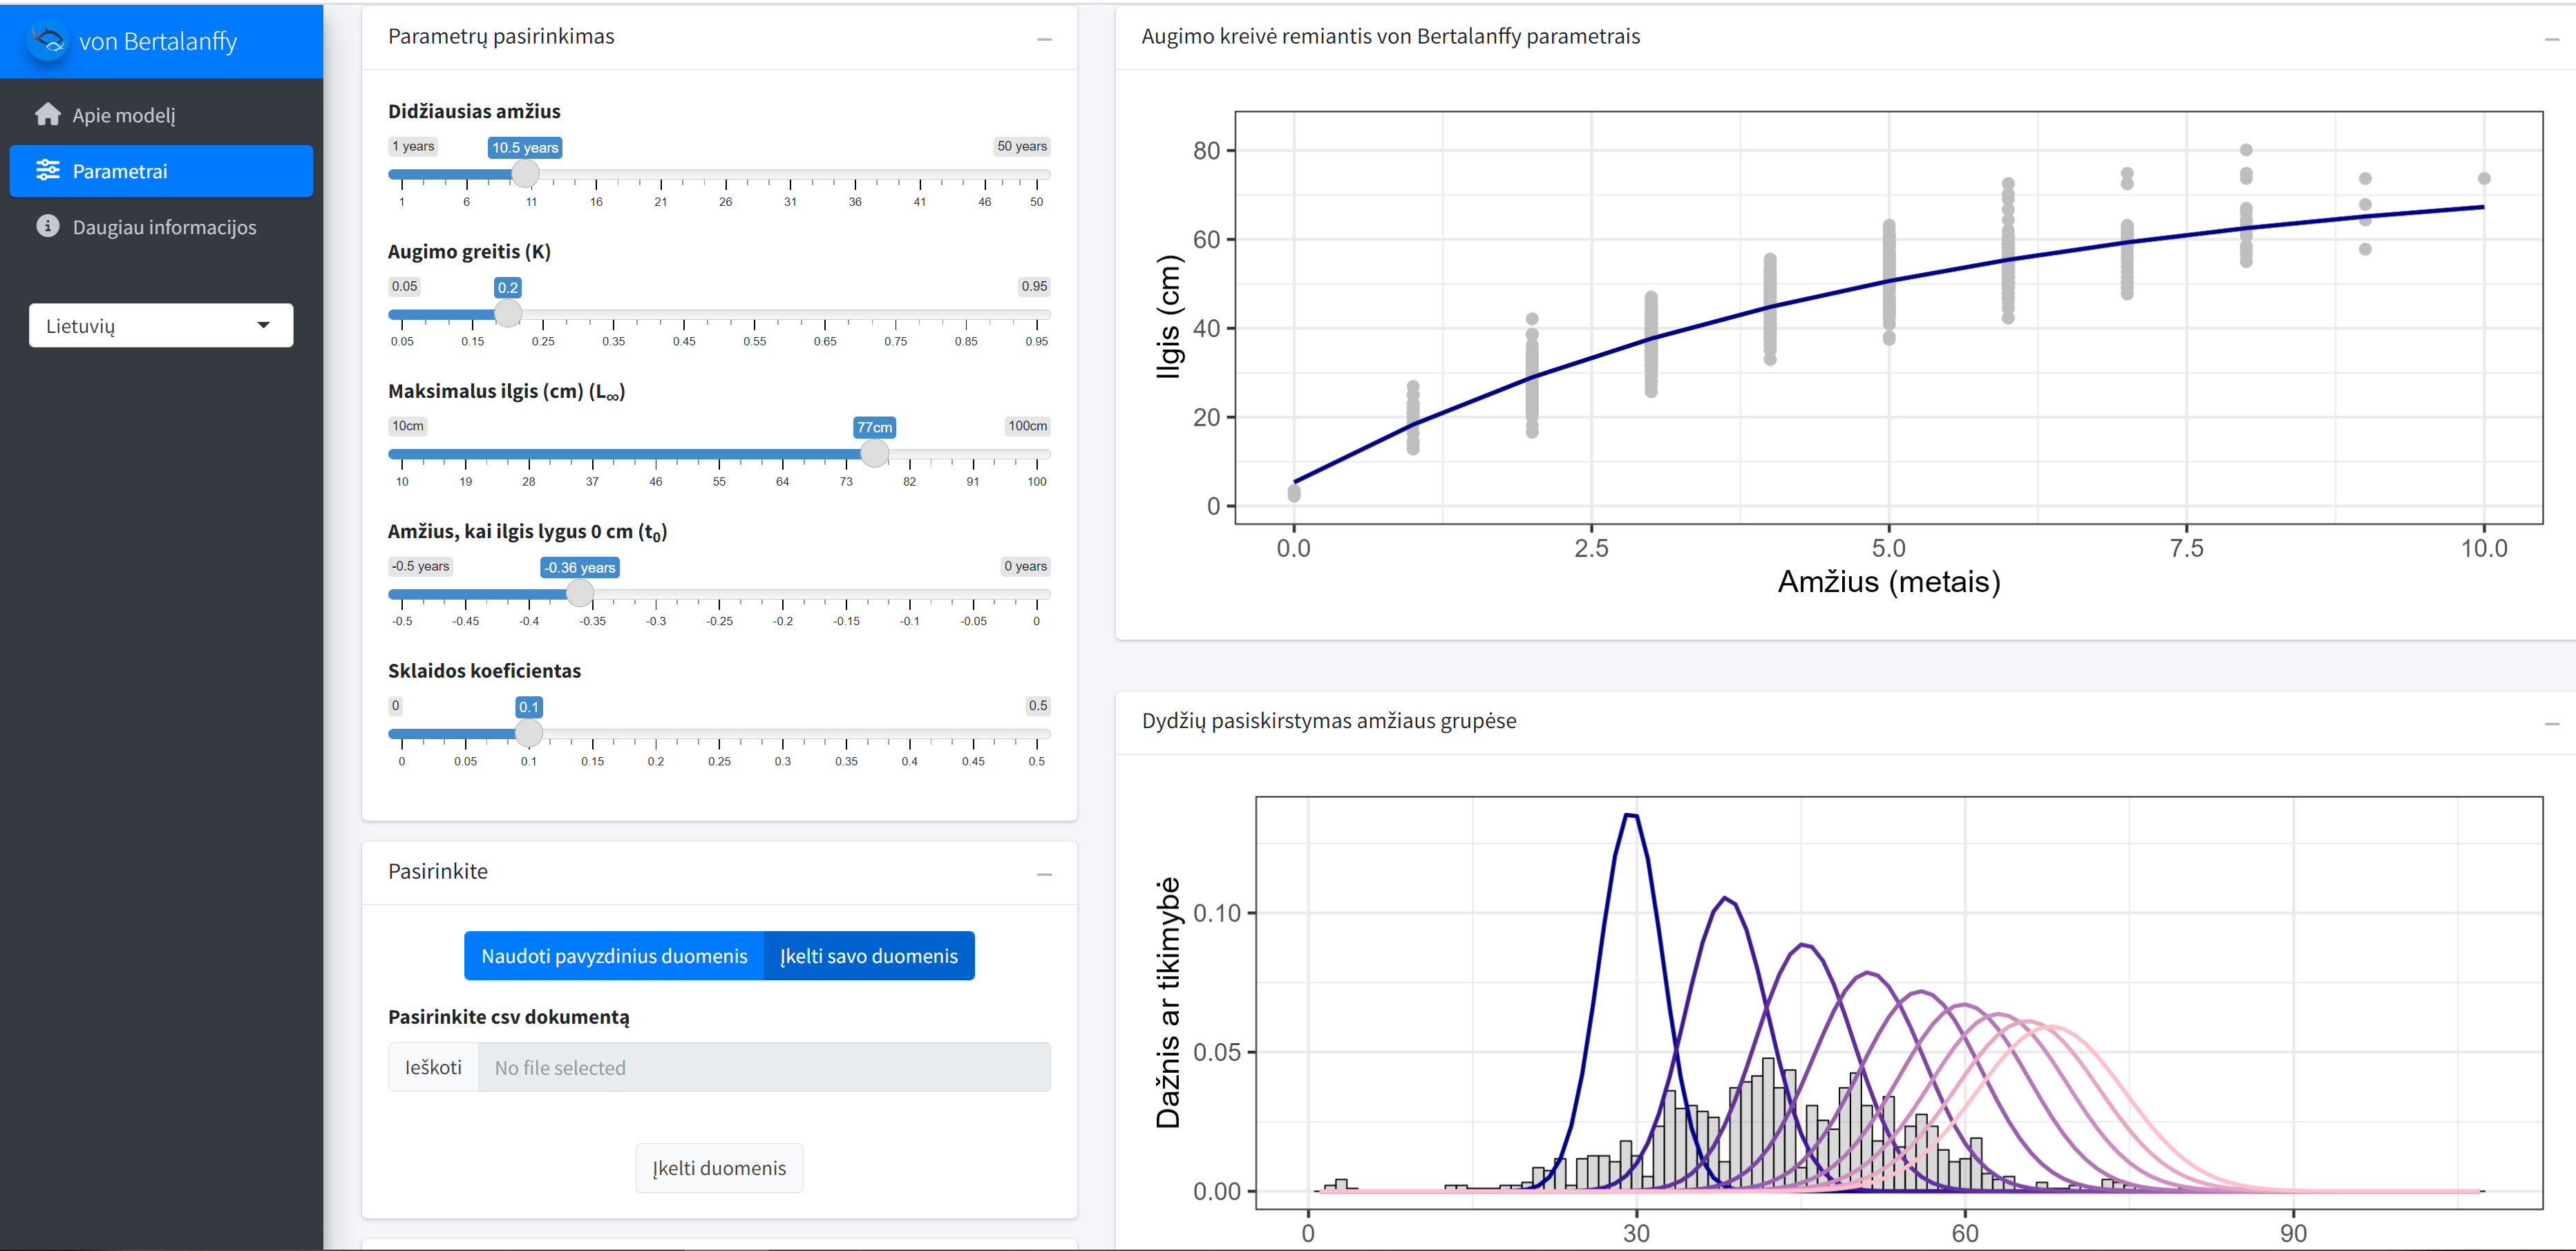 von Bertalanffy
Apie modelį
Parametrai
Daugiau informacijos
Lietuvių
Parametrų pasirinkimas
Didžiausias amžius
1 years 10.5 years 50 years
1 6 11 16 21 26 31 36 41 46 50
Augimo greitis (K)
0.05 0.2 0.95
0.05 0.15 0.25 0.35 0.45 0.55 0.65 0.75 0.85 0.95
Maksimalus ilgis (cm) (L∞)
10cm 77cm 100cm
10 19 28 37 46 55 64 73 82 91 100
Amžius, kai ilgis lygus 0 cm (t₀)
-0.5 years -0.36 years 0 years
-0.5 -0.45 -0.4 -0.35 -0.3 -0.25 -0.2 -0.15 -0.1 -0.05 0
Sklaidos koeficientas
0 0.1 0.5
0 0.05 0.1 0.15 0.2 0.25 0.3 0.35 0.4 0.45 0.5
Pasirinkite
Naudoti pavyzdinius duomenis Įkelti savo duomenis
Pasirinkite csv dokumentą
Ieškoti No file selected
Įkelti duomenis
Augimo kreivė remiantis von Bertalanffy parametrais
Ilgis (cm)
80
60
40
20
0
0.0 2.5 5.0 7.5 10.0
Amžius (metais)
Dydžių pasiskirstymas amžiaus grupėse
Dažnis ar tikimybė
0.10
0.05
0.00
0 30 60 90